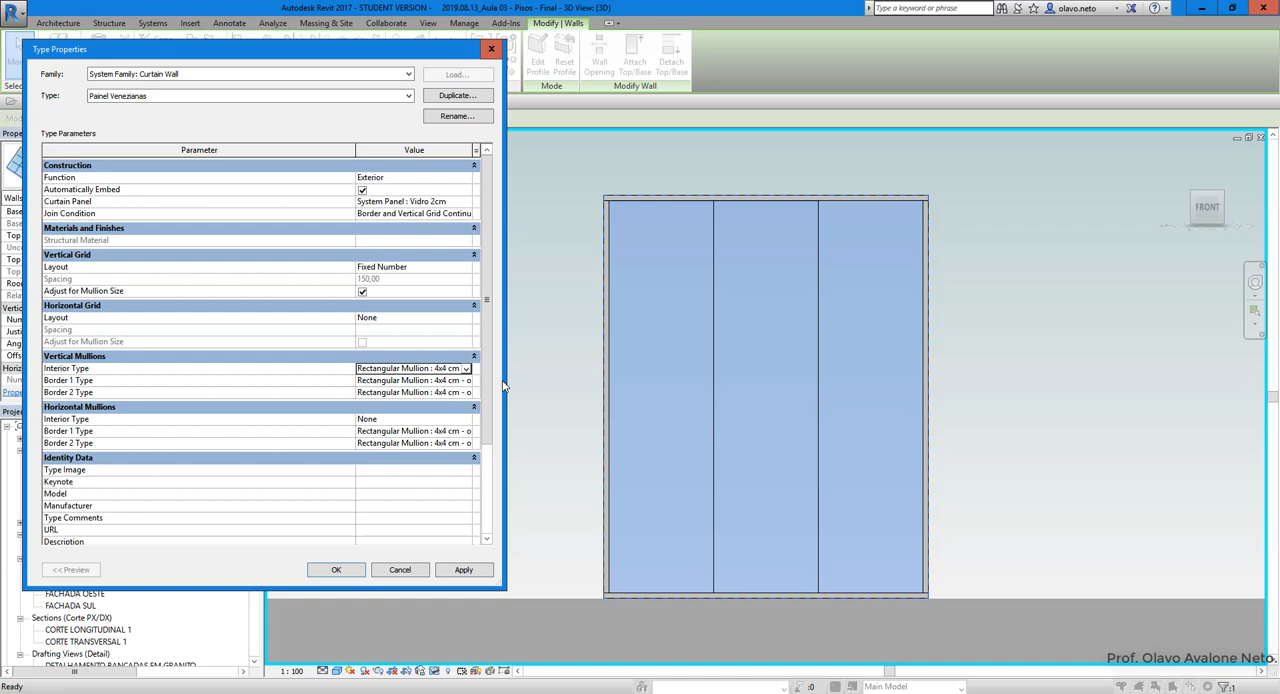 Autodesk Revit 2017 - STUDENT VERSION - 2019.08.13_Aula 03 - Pisos - Final - 3D View: {3D}
Type a keyword or phrase
olavo.neto
Architecture Structure Systems Insert Annotate Analyze Massing & Site Collaborate View Manage Add-Ins Modify | Walls
Edit Profile
Reset Profile
Wall Opening
Attach Top/Base
Detach Top/Base
Mode
Modify Wall
Type Properties
Family: System Family: Curtain Wall Load...
Type: Painel Venezianas Duplicate...
Rename...
Type Parameters
Parameter Value =
Construction
Function Exterior
Automatically Embed
Curtain Panel System Panel : Vidro 2cm
Join Condition Border and Vertical Grid Continu
Materials and Finishes
Structural Material
Vertical Grid
Layout Fixed Number
Spacing 150,00
Adjust for Mullion Size
Horizontal Grid
Layout None
Spacing
Adjust for Mullion Size
Vertical Mullions
Interior Type Rectangular Mullion : 4x4 cm
Border 1 Type Rectangular Mullion : 4x4 cm - o
Border 2 Type Rectangular Mullion : 4x4 cm - o
Horizontal Mullions
Interior Type None
Border 1 Type Rectangular Mullion : 4x4 cm - o
Border 2 Type Rectangular Mullion : 4x4 cm - o
Identity Data
Type Image
Keynote
Model
Manufacturer
Type Comments
URL
Description
<< Preview OK Cancel Apply
FRONT
FACHADA OESTE
FACHADA SUL
Sections (Corte PX/DX)
CORTE LONGITUDINAL 1
CORTE TRANSVERSAL 1
Drafting Views (Detail)
DETALHAMENTO BANCADAS EM GRANITO
1 : 100
Prof. Olavo Avalone Neto.
Ready
:0
Main Model
:1